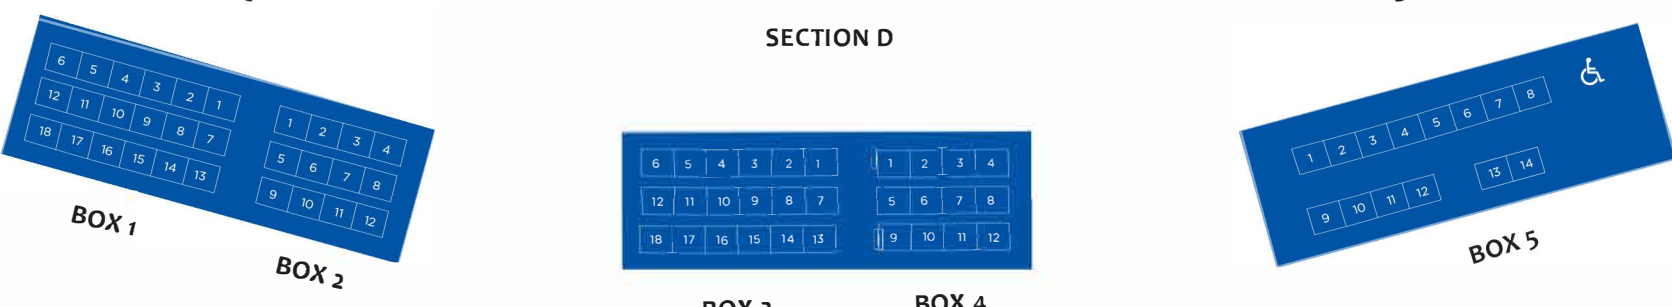 SECTION D
6 5 4 3 2 1
12 11 10 9 8 7
18 17 16 15 14 13
BOX 1
1 2 3 4
5 6 7 8
9 10 11 12
BOX 2
6 5 4 3 2 1
12 11 10 9 8 7
18 17 16 15 14 13
BOX 3
1 2 3 4
5 6 7 8
9 10 11 12
BOX 4
1 2 3 4 5 6 7 8
9 10 11 12 13 14
BOX 5